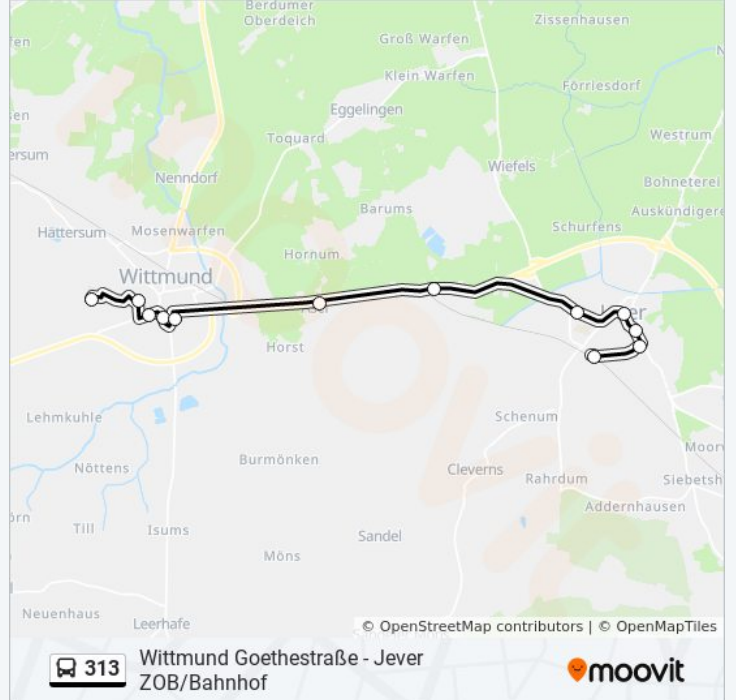 Berdumer
Oberdeich
Zissenhausen
Groß Warfen
Klein Warfen
Förriesdorf
Eggelingen
Toquard
Westrum
Wiefels
Nenndorf
Bohneterei
Barums
Auskündigere
Hattersum
Mosenwarfen
Schurfens
Hornum
Wittmund
Horst
Lehmkuhle
Schenum
Moorw
Burmönken
Nöttens
Cleverns
Rahrdum
Siebetsh
Addernhausen
Till
Isums
Sandel
Möns
Neuenhaus
Leerhafe
© OpenStreetMap contributors | © OpenMapTiles
313
Wittmund Goethestraße - Jever
ZOB/Bahnhof
moovit